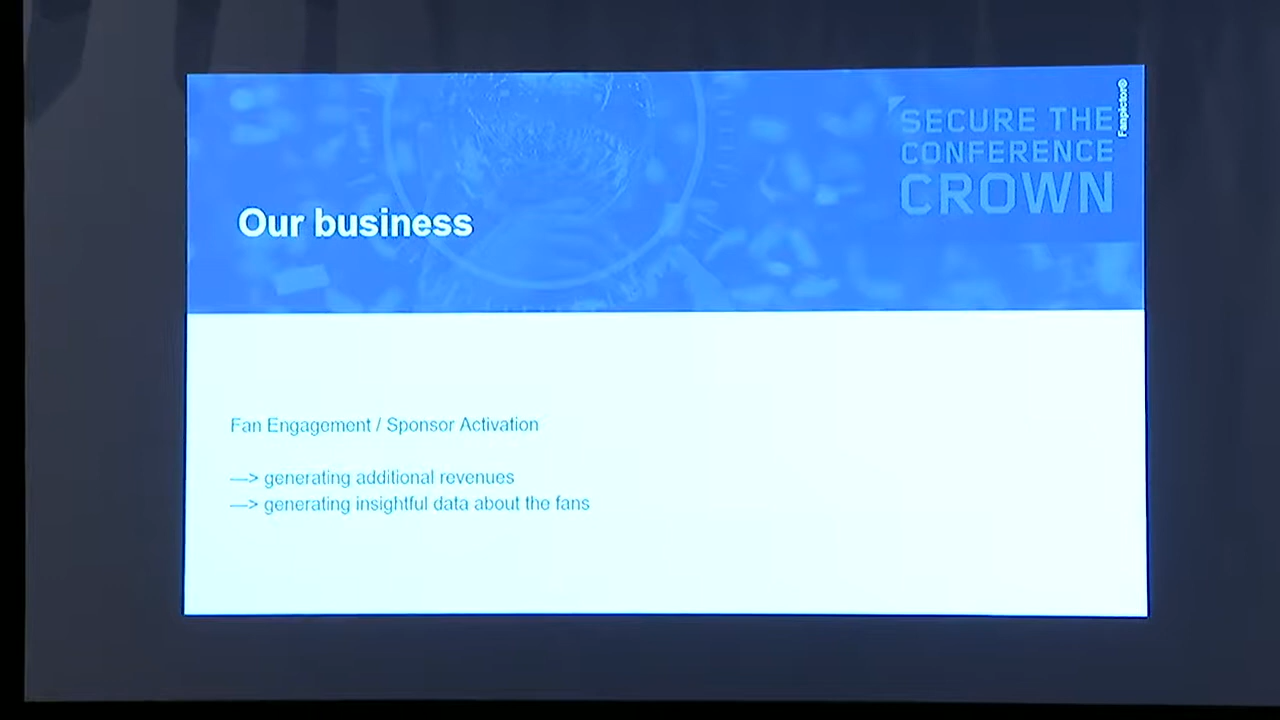 SECURE THE
CONFERENCE
CROWN
Fanpictor®
Our business
Fan Engagement / Sponsor Activation
—> generating additional revenues
—> generating insightful data about the fans